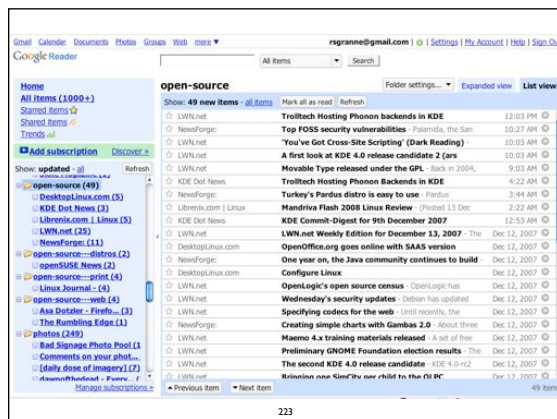 Gmail Calendar Documents Photos Groups Web more ▼ rsgranne@gmail.com | Settings | My Account | Help | Sign Ou
Google Reader
All items Search
Home
All items (1000+)
Starred items
Shared items
Trends
Add subscription Discover »
Show: updated - all Refresh
open-source (49)
DesktopLinux.com (5)
KDE Dot News (3)
Librenix.com | Linux (5)
LWN.net (25)
NewsForge: (11)
open-source---distros (2)
openSUSE News (2)
open-source---print (4)
Linux Journal - (4)
open-source---web (4)
Asa Dotzler - Firefo... (3)
The Rumbling Edge (1)
photos (249)
Bad Signage Photo Pool (1
Comments on your phot...
[daily dose of imagery] (7)
dawnofthedead - Every...
Manage subscriptions »
open-source Folder settings... ▼ Expanded view List view
Show: 49 new items - all items Mark all as read Refresh
LWN.net Trolltech Hosting Phonon backends in KDE 12:03 PM
NewsForge: Top FOSS security vulnerabilities - Palamida, the San 10:27 AM
LWN.net 'You've Got Cross-Site Scripting' (Dark Reading) - 10:03 AM
LWN.net A first look at KDE 4.0 release candidate 2 (ars 10:03 AM
LWN.net Movable Type released under the GPL - Back in 2004, 9:03 AM
KDE Dot News Trolltech Hosting Phonon Backends in KDE 4:22 AM
NewsForge: Turkey's Pardus distro is easy to use - Pardus 3:44 AM
Librenix.com | Linux Mandriva Flash 2008 Linux Review - (Posted 13 Dec 2:22 AM
KDE Dot News KDE Commit-Digest for 9th December 2007 12:53 AM
LWN.net LWN.net Weekly Edition for December 13, 2007 - The Dec 12, 2007
DesktopLinux.com OpenOffice.org goes online with SAAS version Dec 12, 2007
NewsForge: One year on, the Java community continues to build - Dec 12, 2007
DesktopLinux.com Configure Linux Dec 12, 2007
LWN.net OpenLogic's open source census - OpenLogic has Dec 12, 2007
LWN.net Wednesday's security updates - Debian has updated Dec 12, 2007
LWN.net Specifying codecs for the web - Until recently, the Dec 12, 2007
NewsForge: Creating simple charts with Gambas 2.0 - About three Dec 12, 2007
LWN.net Maemo 4.x training materials released - A set of free Dec 12, 2007
LWN.net Preliminary GNOME Foundation election results - The Dec 12, 2007
LWN.net The second KDE 4.0 release candidate - KDE 4.0-rc2 Dec 12, 2007
LWN.net Bringing one SimCity per child to the OLPC Dec 12, 2007
▲ Previous item ▼ Next item 49 item
223